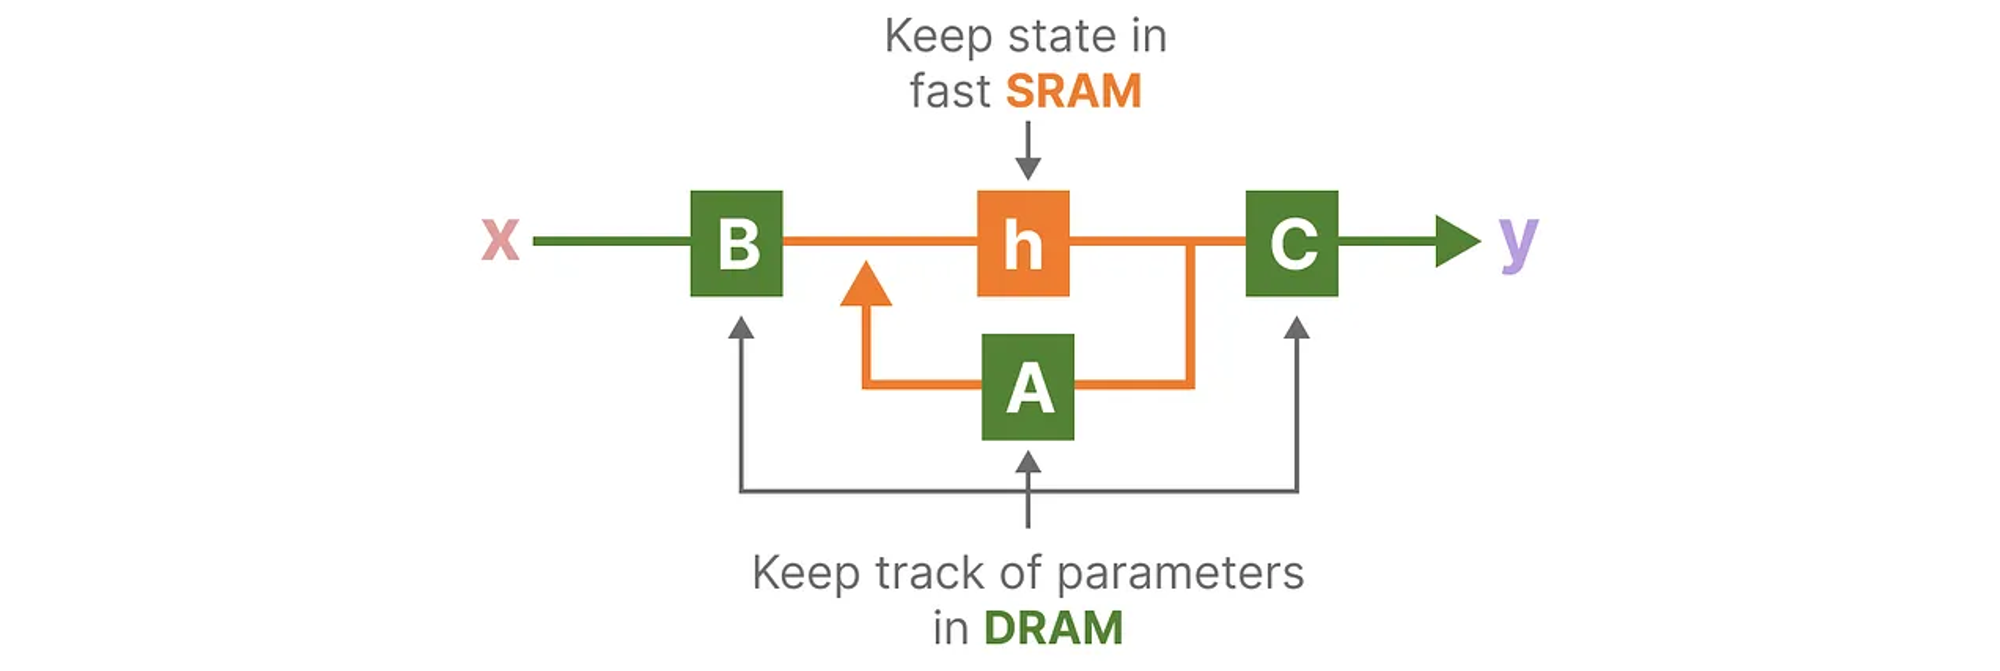 Keep state in
fast SRAM
x B h C y
A
Keep track of parameters
in DRAM